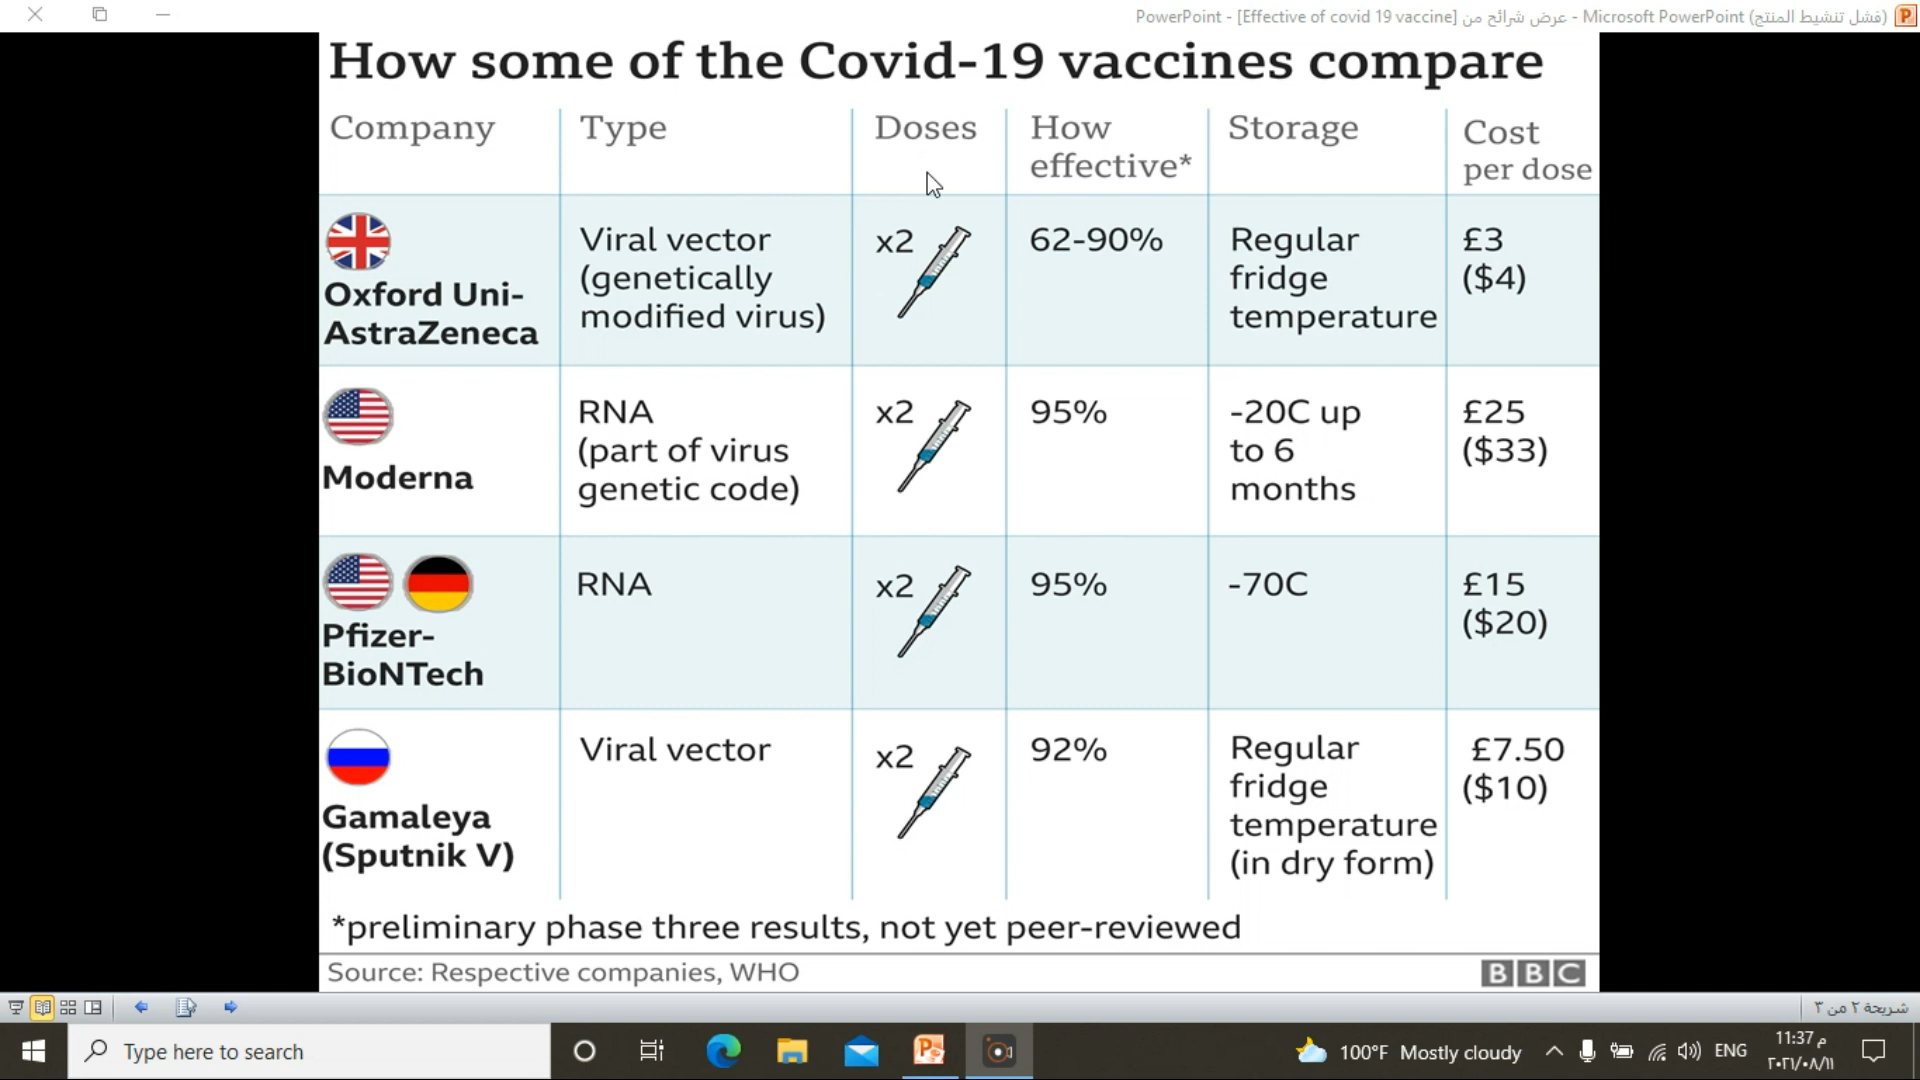 PowerPoint - [Effective of covid 19 vaccine] عرض شرائح من - Microsoft PowerPoint (فشل تنشيط المنتج)
How some of the Covid-19 vaccines compare
Company
Type
Doses
How
effective*
Storage
Cost
per dose
Oxford Uni-
AstraZeneca
Viral vector
(genetically
modified virus)
x2
62-90%
Regular
fridge
temperature
£3
($4)
Moderna
RNA
(part of virus
genetic code)
x2
95%
-20C up
to 6
months
£25
($33)
Pfizer-
BioNTech
RNA
x2
95%
-70C
£15
($20)
Gamaleya
(Sputnik V)
Viral vector
x2
92%
Regular
fridge
temperature
(in dry form)
£7.50
($10)
*preliminary phase three results, not yet peer-reviewed
Source: Respective companies, WHO
BBC
شريحة ٢ من ٣
Type here to search
100°F Mostly cloudy
ENG
م 11:37
٢٠٢١/٠٨/١١